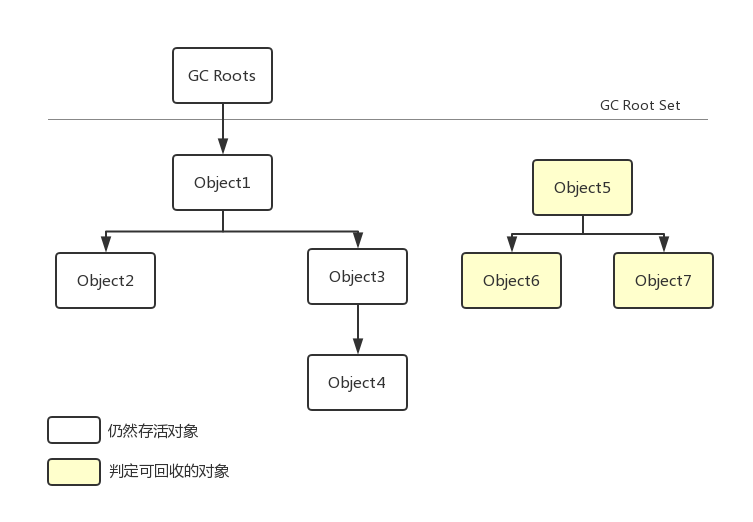 GC Roots
GC Root Set
Object1
Object5
Object2
Object3
Object6
Object7
Object4
仍然存活对象
判定可回收的对象